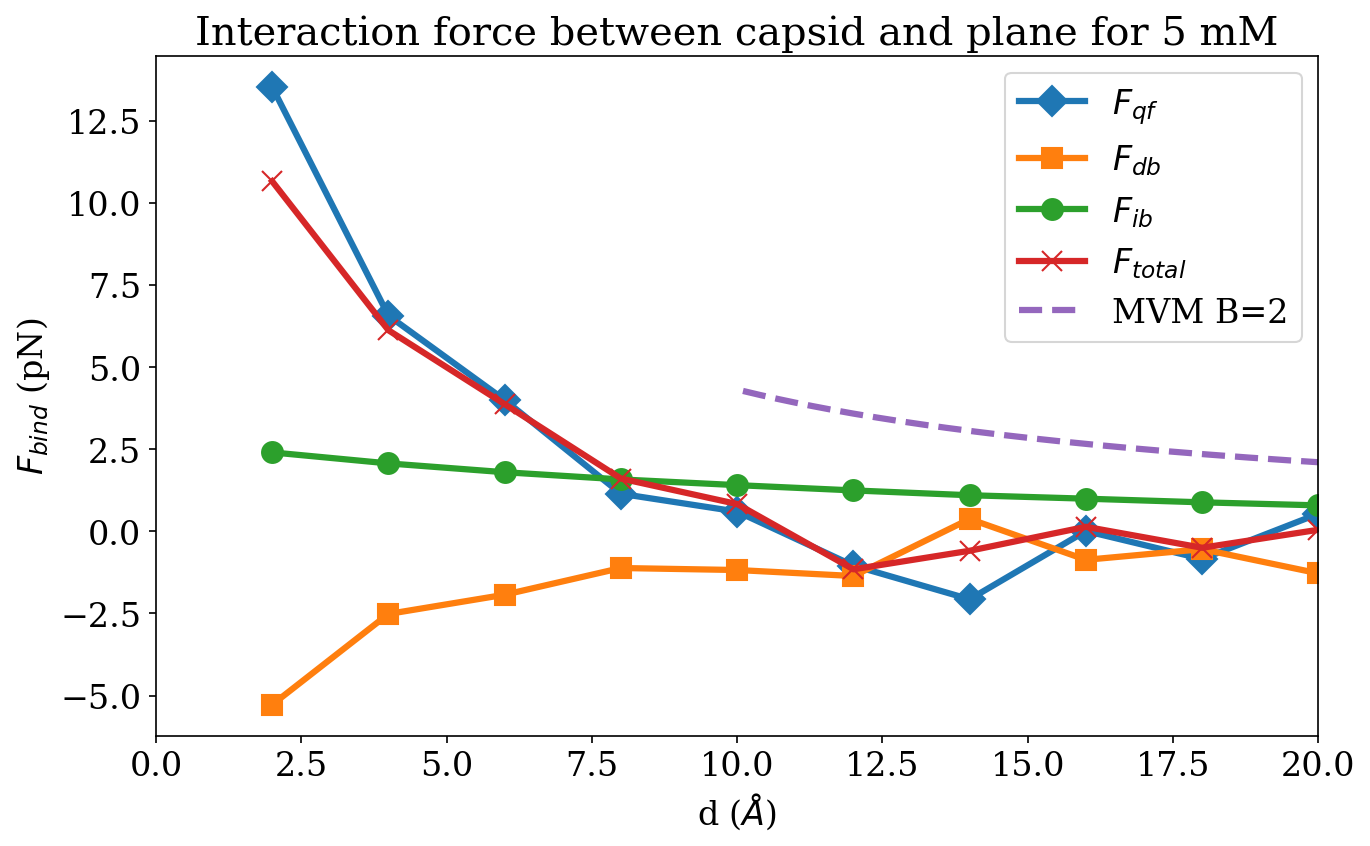 Interaction force between capsid and plane for 5 mM
F_bind (pN)
12.5
10.0
7.5
5.0
2.5
0.0
−2.5
−5.0
F_qf
F_db
F_ib
F_total
MVM B=2
0.0 2.5 5.0 7.5 10.0 12.5 15.0 17.5 20.0
d (Å)